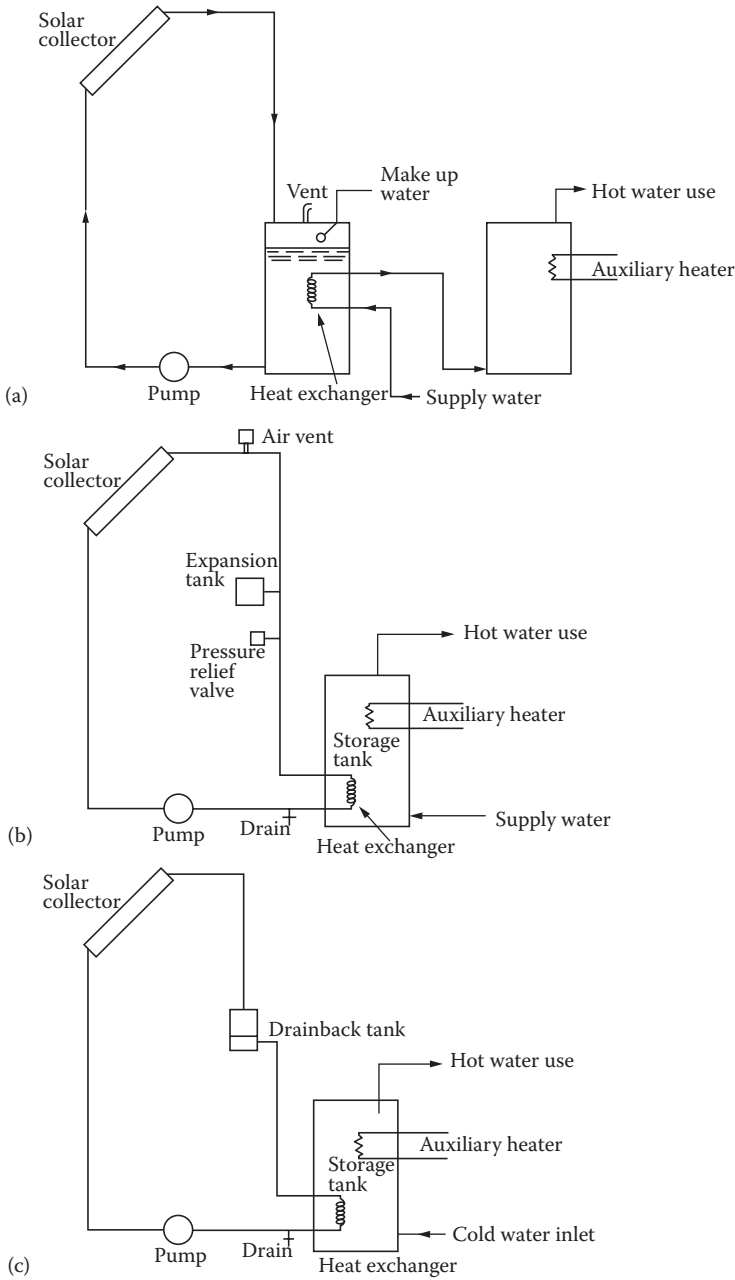 Solar
collector
Vent
Make up
water
Hot water use
Auxiliary heater
Pump
Heat exchanger
Supply water
(a)
Air vent
Solar
collector
Expansion
tank
Pressure
relief
valve
Hot water use
Auxiliary heater
Storage
tank
Pump
Drain
Supply water
Heat exchanger
(b)
Solar
collector
Drainback tank
Hot water use
Auxiliary heater
Storage
tank
Pump
Drain
Cold water inlet
Heat exchanger
(c)